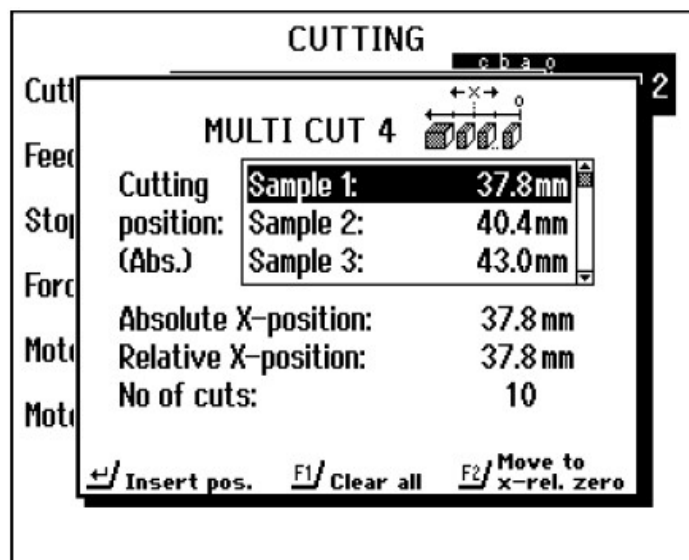 CUTTING
c b a o
Cutt
2
← X → o
MULTI CUT 4
Feed
Cutting Sample 1: 37.8mm
Stop position: Sample 2: 40.4mm
(Abs.) Sample 3: 43.0mm
Forc
Absolute X-position: 37.8mm
Moto Relative X-position: 37.8mm
No of cuts: 10
Moto
↵ Insert pos. F1 Clear all F2 Move to
x-rel. zero